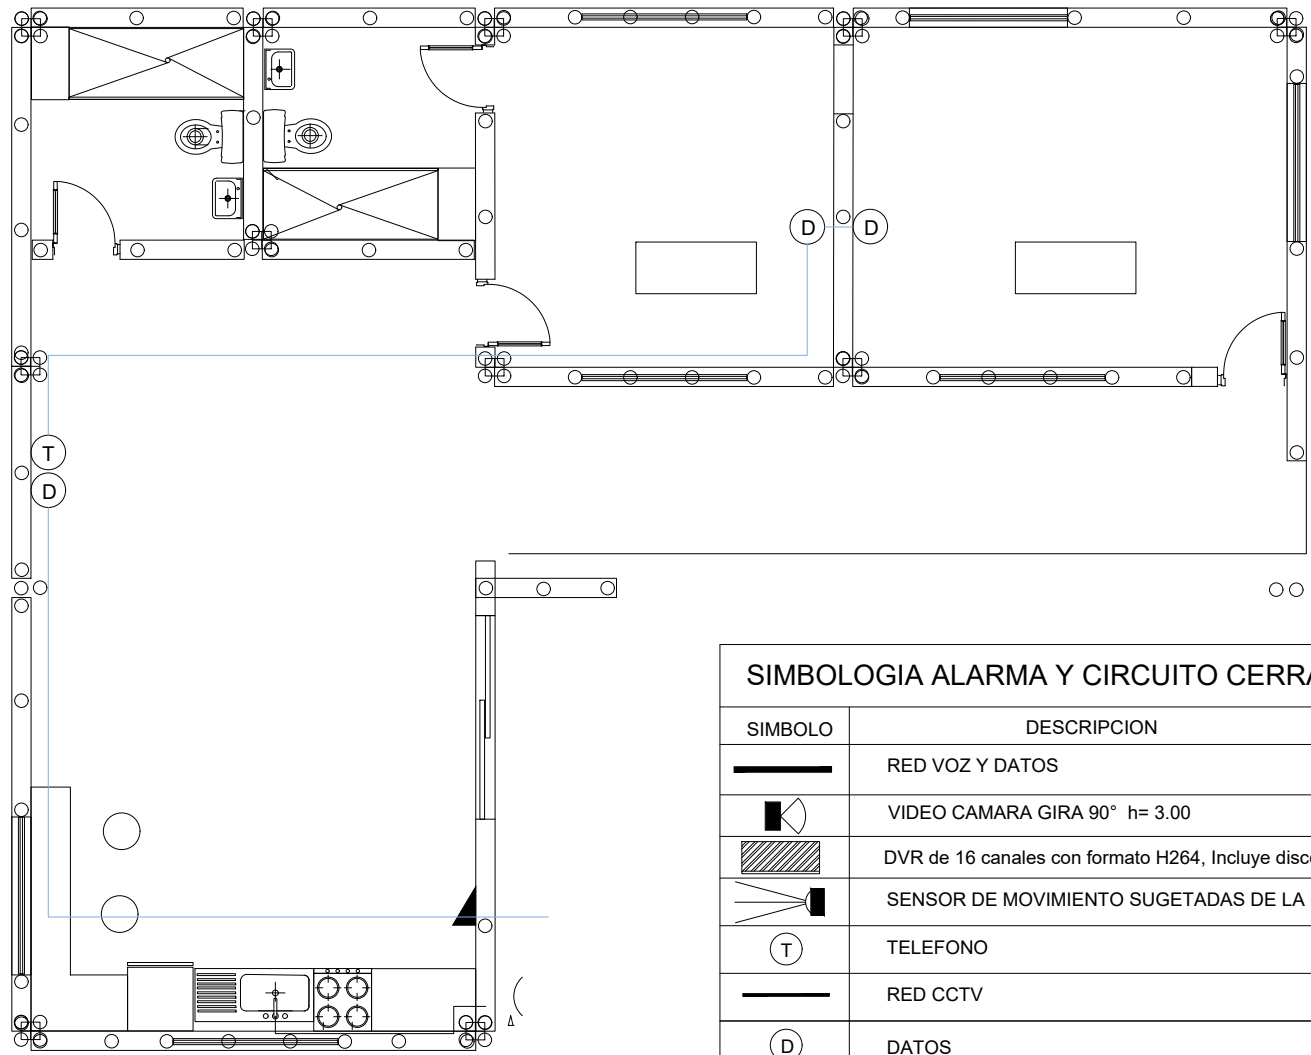 D D
T
D
SIMBOLOGIA ALARMA Y CIRCUITO CERRA
SIMBOLO DESCRIPCION
RED VOZ Y DATOS
VIDEO CAMARA GIRA 90° h= 3.00
DVR de 16 canales con formato H264, Incluye disc
SENSOR DE MOVIMIENTO SUGETADAS DE LA
T TELEFONO
RED CCTV
D DATOS